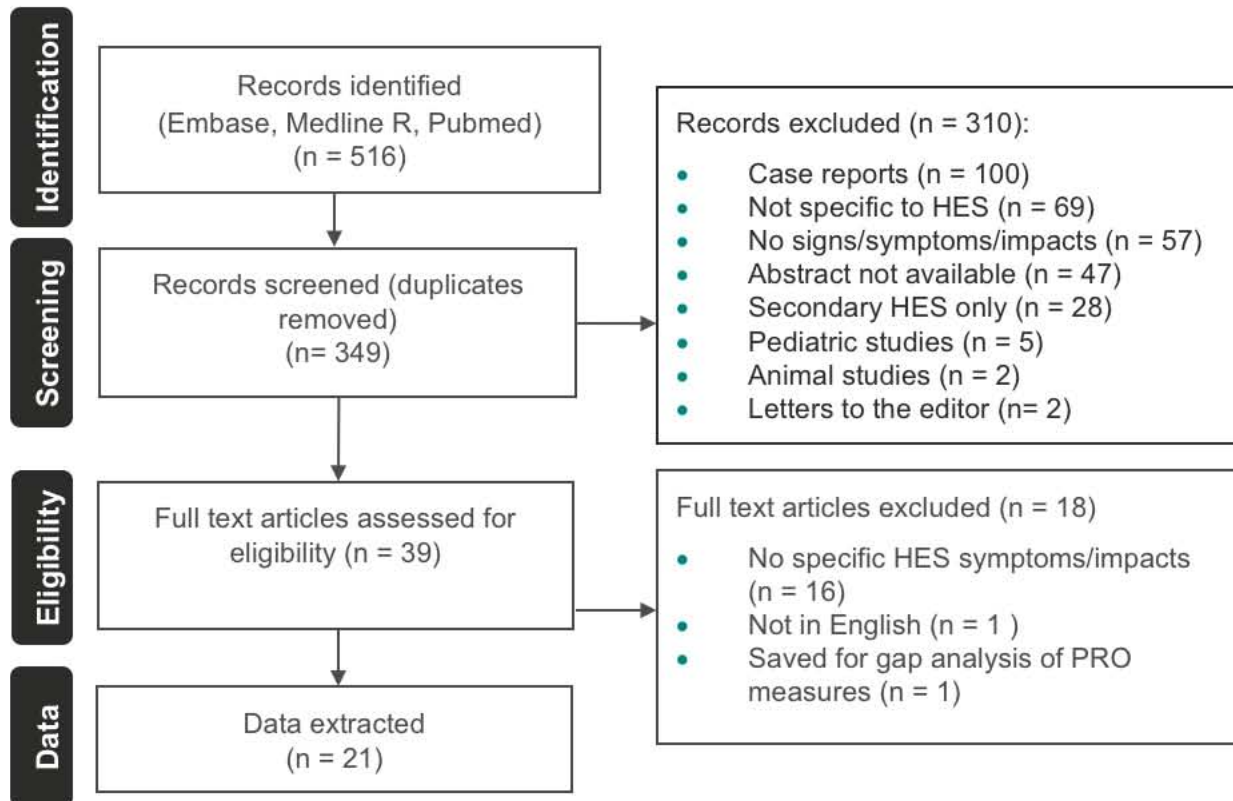 Identification
Records identified
(Embase, Medline R, Pubmed)
(n = 516)
Records excluded (n = 310):
• Case reports (n = 100)
• Not specific to HES (n = 69)
• No signs/symptoms/impacts (n = 57)
• Abstract not available (n = 47)
• Secondary HES only (n = 28)
• Pediatric studies (n = 5)
• Animal studies (n = 2)
• Letters to the editor (n= 2)
Screening
Records screened (duplicates
removed)
(n= 349)
Eligibility
Full text articles assessed for
eligibility (n = 39)
Full text articles excluded (n = 18)
• No specific HES symptoms/impacts
(n = 16)
• Not in English (n = 1 )
• Saved for gap analysis of PRO
measures (n = 1)
Data
Data extracted
(n = 21)